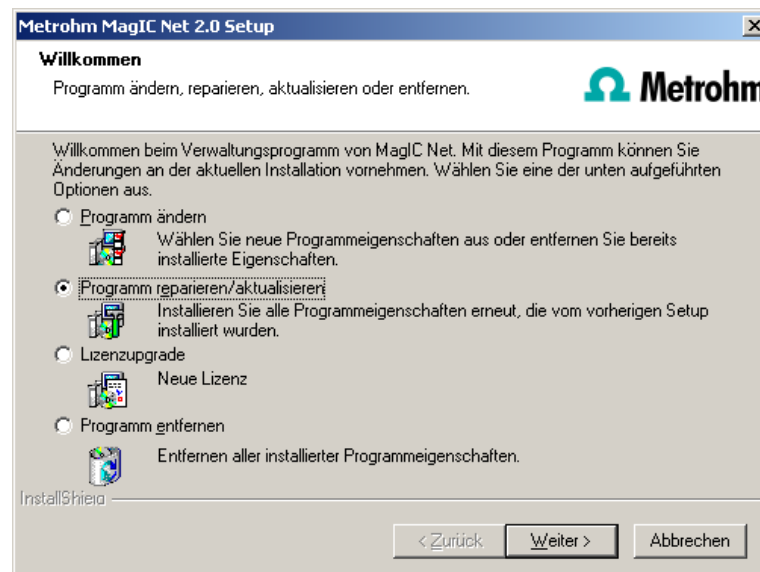 Metrohm MagIC Net 2.0 Setup
Willkommen
Programm ändern, reparieren, aktualisieren oder entfernen.
Metrohm
Willkommen beim Verwaltungsprogramm von MagIC Net. Mit diesem Programm können Sie
Änderungen an der aktuellen Installation vornehmen. Wählen Sie eine der unten aufgeführten
Optionen aus.
Programm ändern
Wählen Sie neue Programmeigenschaften aus oder entfernen Sie bereits
installierte Eigenschaften.
Programm reparieren/aktualisieren
Installieren Sie alle Programmeigenschaften erneut, die vom vorherigen Setup
installiert wurden.
Lizenzupgrade
Neue Lizenz
Programm entfernen
Entfernen aller installierter Programmeigenschaften.
InstallShield
< Zurück
Weiter >
Abbrechen